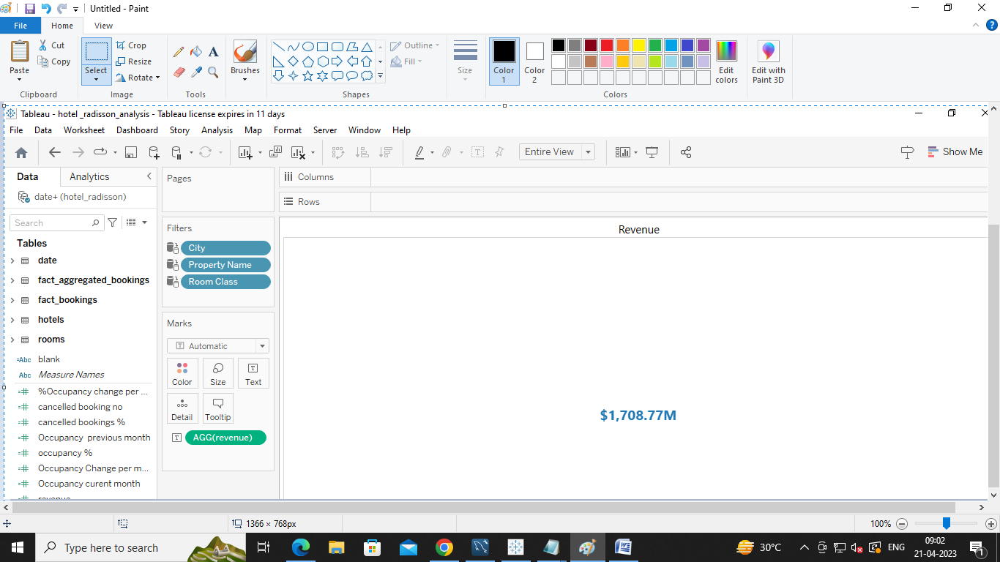 Untitled - Paint
File Home View
Paste Cut Copy Clipboard
Select Crop Resize Rotate Image
Tools
Brushes
Shapes
Outline Fill
Size
Color 1
Color 2
Colors
Edit colors
Edit with Paint 3D
Tableau - hotel _radisson_analysis - Tableau license expires in 11 days
File Data Worksheet Dashboard Story Analysis Map Format Server Window Help
Entire View
Show Me
Data Analytics
date+ (hotel_radisson)
Search
Tables
date
fact_aggregated_bookings
fact_bookings
hotels
rooms
=Abc blank
Abc Measure Names
%Occupancy change per ...
cancelled booking no
cancelled bookings %
Occupancy previous month
occupancy %
Occupancy Change per m...
Occupancy curent month
revenue
Pages
Filters
City
Property Name
Room Class
Marks
Automatic
Color Size Text
Detail Tooltip
AGG(revenue)
Columns
Rows
Revenue
$1,708.77M
1366 × 768px
100%
Type here to search
30°C
ENG
09:02
21-04-2023
1